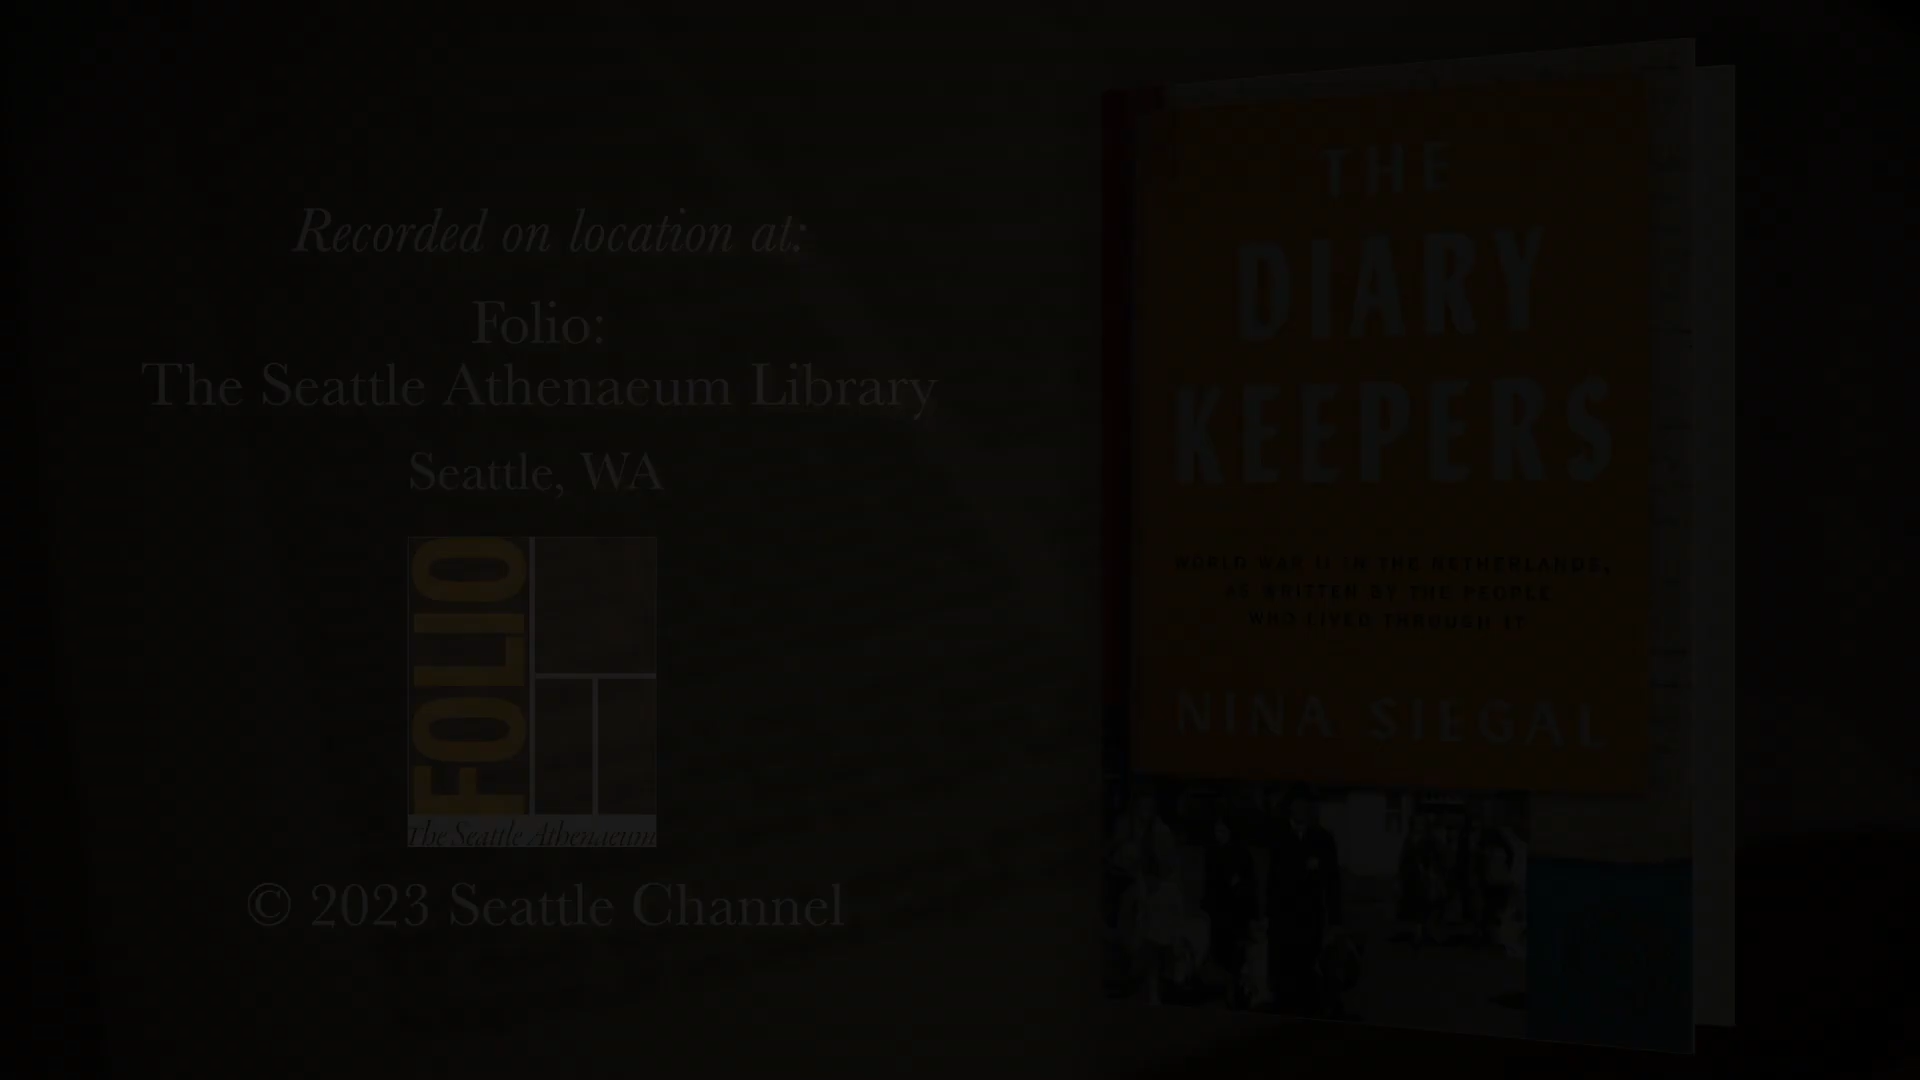 Recorded on location at:
Folio:
The Seattle Athenaeum Library
Seattle, WA
FOLIO
The Seattle Athenaeum
© 2023 Seattle Channel
THE
DIARY
KEEPERS
WORLD WAR II IN THE NETHERLANDS,
AS WRITTEN BY THE PEOPLE
WHO LIVED THROUGH IT
NINA SIEGAL